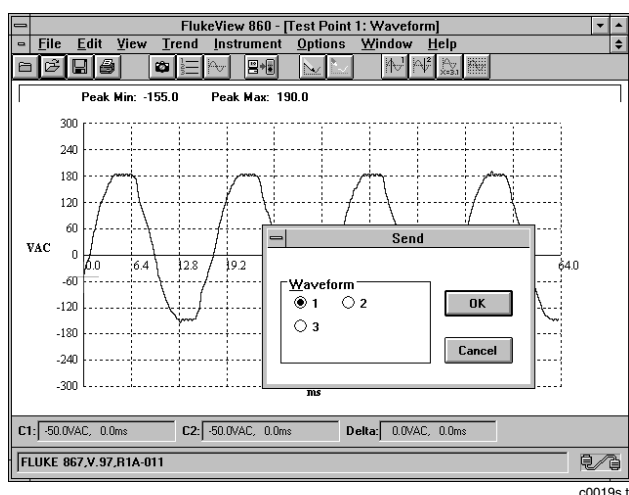 FlukeView 860 - [Test Point 1: Waveform]
File Edit View Trend Instrument Options Window Help
X=3.1
Peak Min: -155.0 Peak Max: 190.0
300
240
180
120
60
VAC 0
0.0 6.4 12.8 19.2 64.0
-60
-120
-180
-240
-300
ms
Send
Waveform
1 2
3
OK
Cancel
C1: -50.0VAC, 0.0ms C2: -50.0VAC, 0.0ms Delta: 0.0VAC, 0.0ms
FLUKE 867,V.97,R1A-011